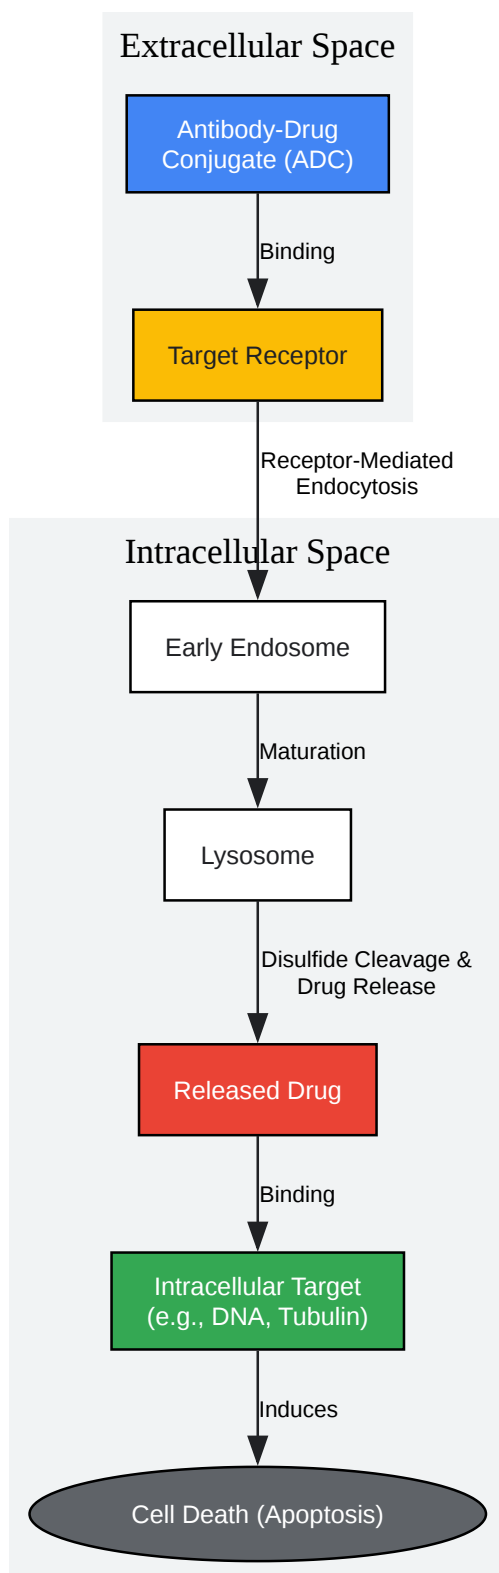 Extracellular Space
Antibody-Drug
Conjugate (ADC)
Binding
Target Receptor
Receptor-Mediated
Endocytosis
Intracellular Space
Early Endosome
Maturation
Lysosome
Disulfide Cleavage &
Drug Release
Released Drug
Binding
Intracellular Target
(e.g., DNA, Tubulin)
Induces
Cell Death (Apoptosis)